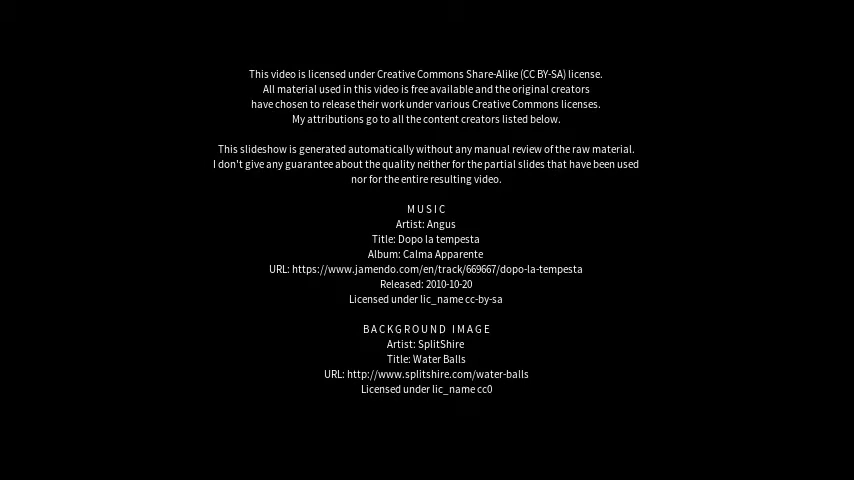 This video is licensed under Creative Commons Share-Alike (CC BY-SA) license.
All material used in this video is free available and the original creators
have chosen to release their work under various Creative Commons licenses.
My attributions go to all the content creators listed below.
This slideshow is generated automatically without any manual review of the raw material.
I don't give any guarantee about the quality neither for the partial slides that have been used
nor for the entire resulting video.
MUSIC
Artist: Angus
Title: Dopo la tempesta
Album: Calma Apparente
URL: https://www.jamendo.com/en/track/669667/dopo-la-tempesta
Released: 2010-10-20
Licensed under lic_name cc-by-sa
BACKGROUND IMAGE
Artist: SplitShire
Title: Water Balls
URL: http://www.splitshire.com/water-balls
Licensed under lic_name cc0